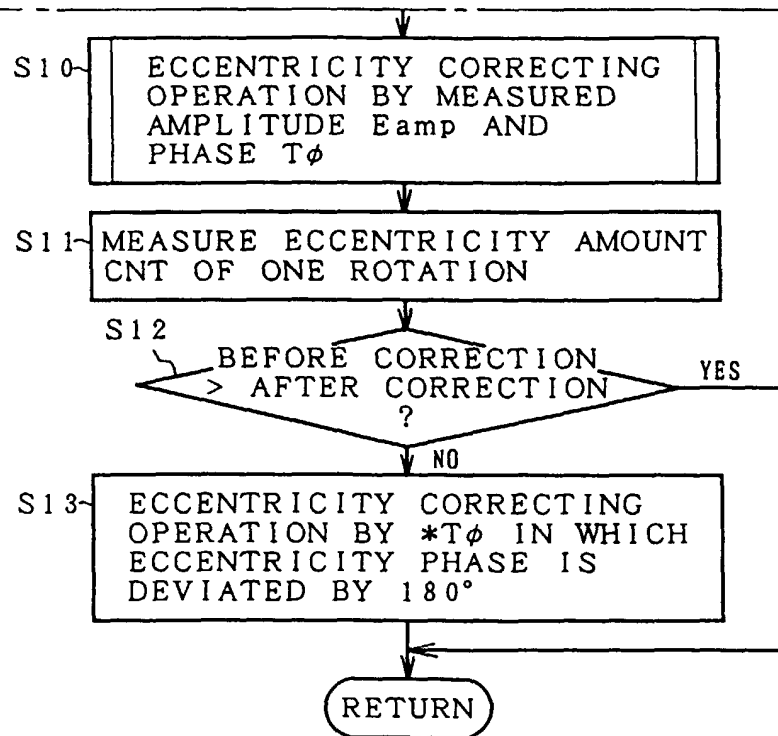 S10
ECCENTRICITY CORRECTING
OPERATION BY MEASURED
AMPLITUDE Eamp AND
PHASE Tφ
S11
MEASURE ECCENTRICITY AMOUNT
CNT OF ONE ROTATION
S12
BEFORE CORRECTION
> AFTER CORRECTION
?
YES
NO
S13
ECCENTRICITY CORRECTING
OPERATION BY *Tφ IN WHICH
ECCENTRICITY PHASE IS
DEVIATED BY 180°
RETURN